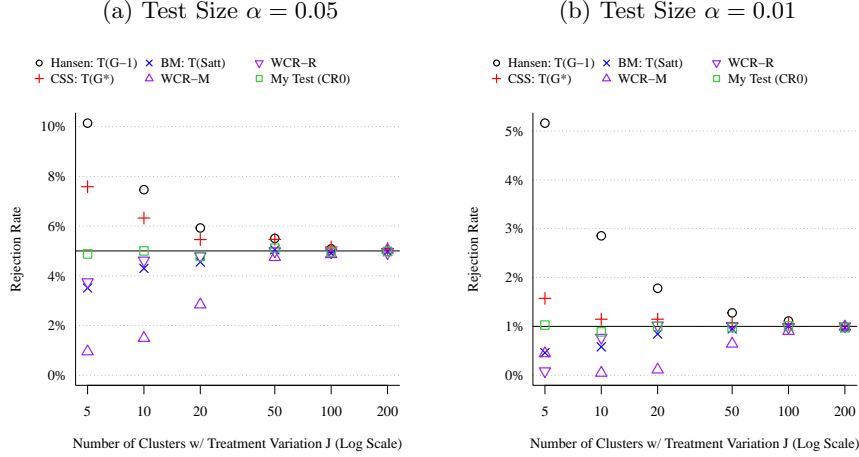 (a) Test Size α = 0.05
Hansen: T(G−1) BM: T(Satt) WCR−R
CSS: T(G*) WCR−M My Test (CR0)
10%
8%
6%
4%
2%
0%
Rejection Rate
5 10 20 50 100 200
Number of Clusters w/ Treatment Variation J (Log Scale)
(b) Test Size α = 0.01
Hansen: T(G−1) BM: T(Satt) WCR−R
CSS: T(G*) WCR−M My Test (CR0)
5%
4%
3%
2%
1%
0%
Rejection Rate
5 10 20 50 100 200
Number of Clusters w/ Treatment Variation J (Log Scale)